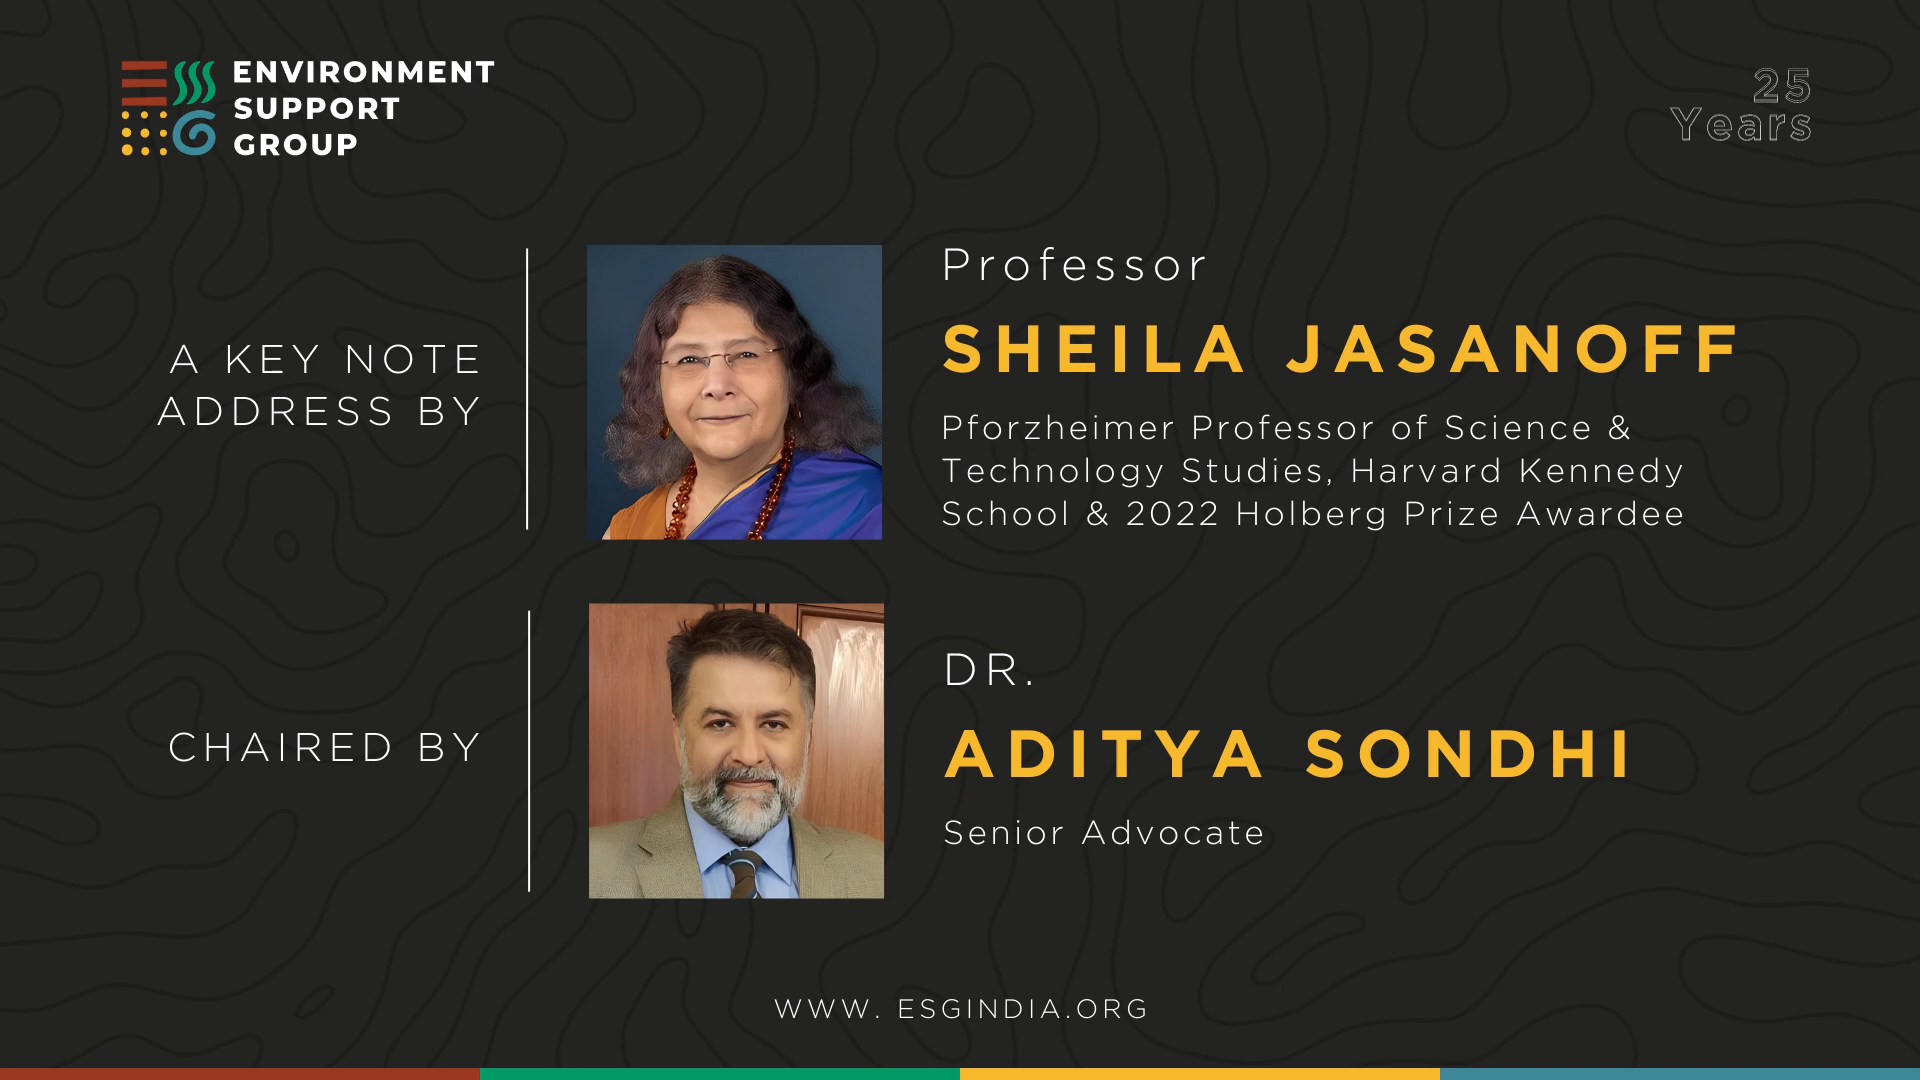 ENVIRONMENT
SUPPORT
GROUP
25
Years
A KEY NOTE
ADDRESS BY
Professor
SHEILA JASANOFF
Pforzheimer Professor of Science &
Technology Studies, Harvard Kennedy
School & 2022 Holberg Prize Awardee
CHAIRED BY
DR.
ADITYA SONDHI
Senior Advocate
WWW. ESGINDIA.ORG